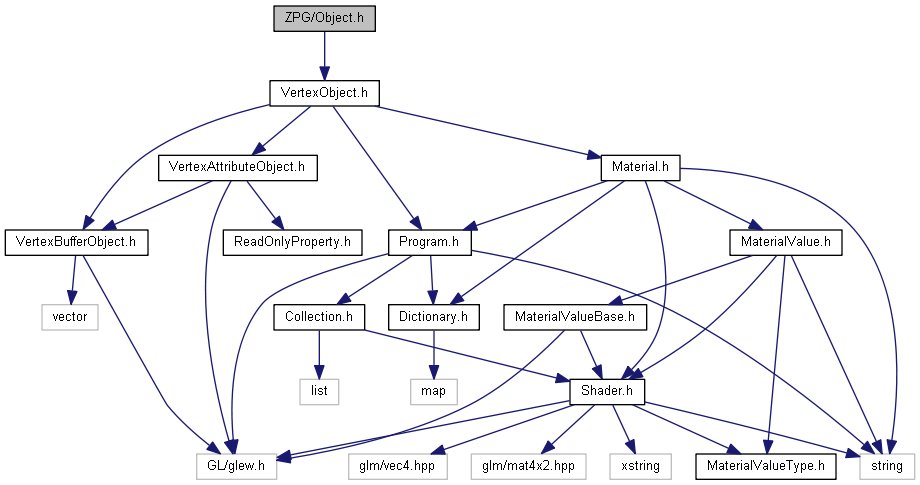 ZPG/Object.h
VertexObject.h
VertexAttributeObject.h
Material.h
VertexBufferObject.h
ReadOnlyProperty.h
Program.h
MaterialValue.h
vector
Collection.h
Dictionary.h
MaterialValueBase.h
list
map
Shader.h
GL/glew.h
glm/vec4.hpp
glm/mat4x2.hpp
xstring
MaterialValueType.h
string